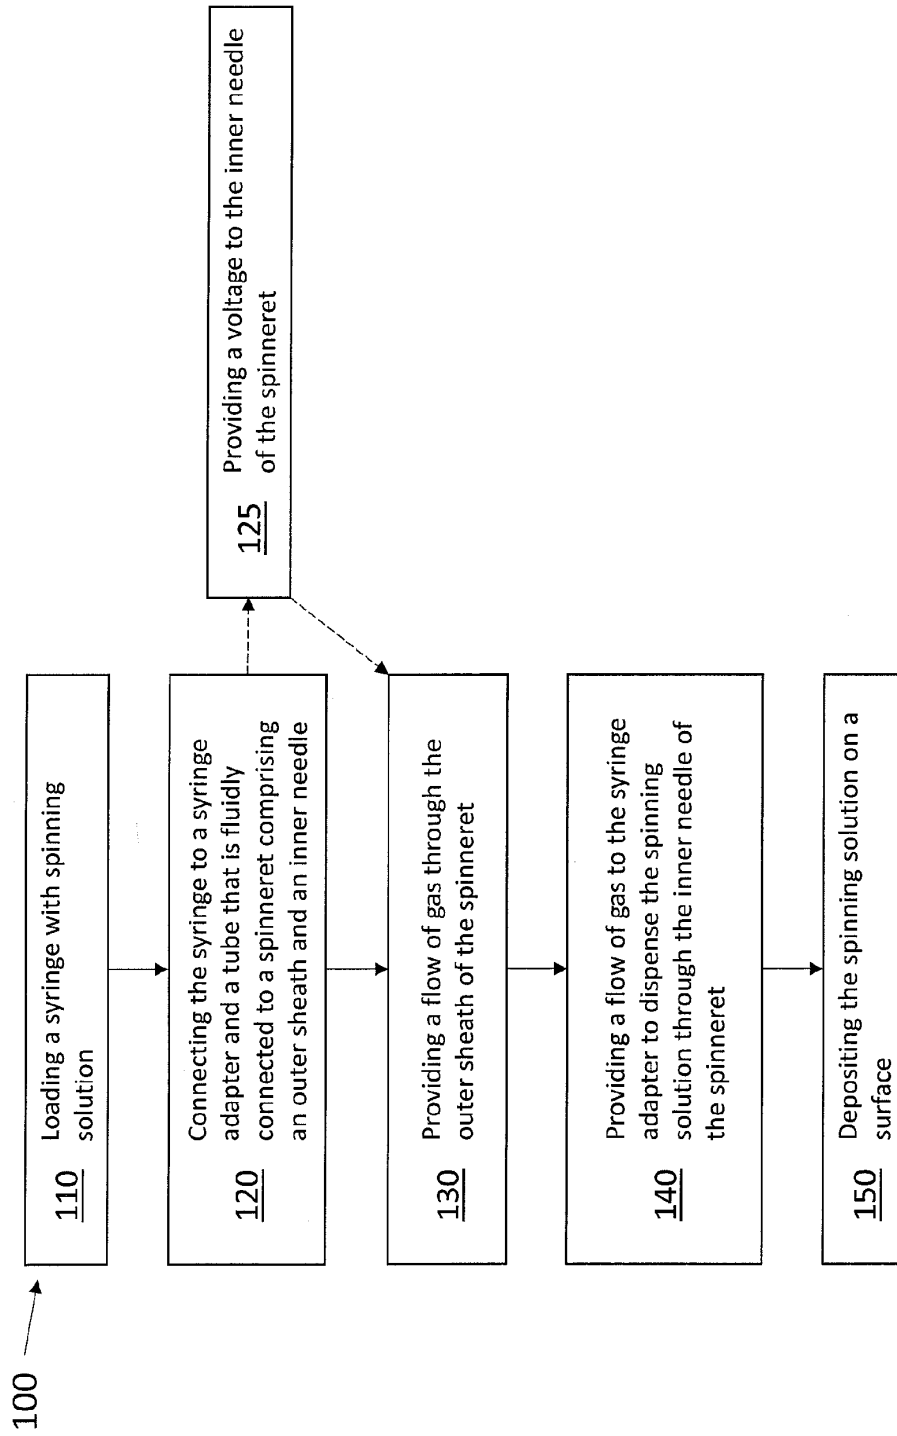 100
110
Loading a syringe with spinning
solution
120
Connecting the syringe to a syringe
adapter and a tube that is fluidly
connected to a spinneret comprising
an outer sheath and an inner needle
125
Providing a voltage to the inner needle
of the spinneret
130
Providing a flow of gas through the
outer sheath of the spinneret
140
Providing a flow of gas to the syringe
adapter to dispense the spinning
solution through the inner needle of
the spinneret
150
Depositing the spinning solution on a
surface